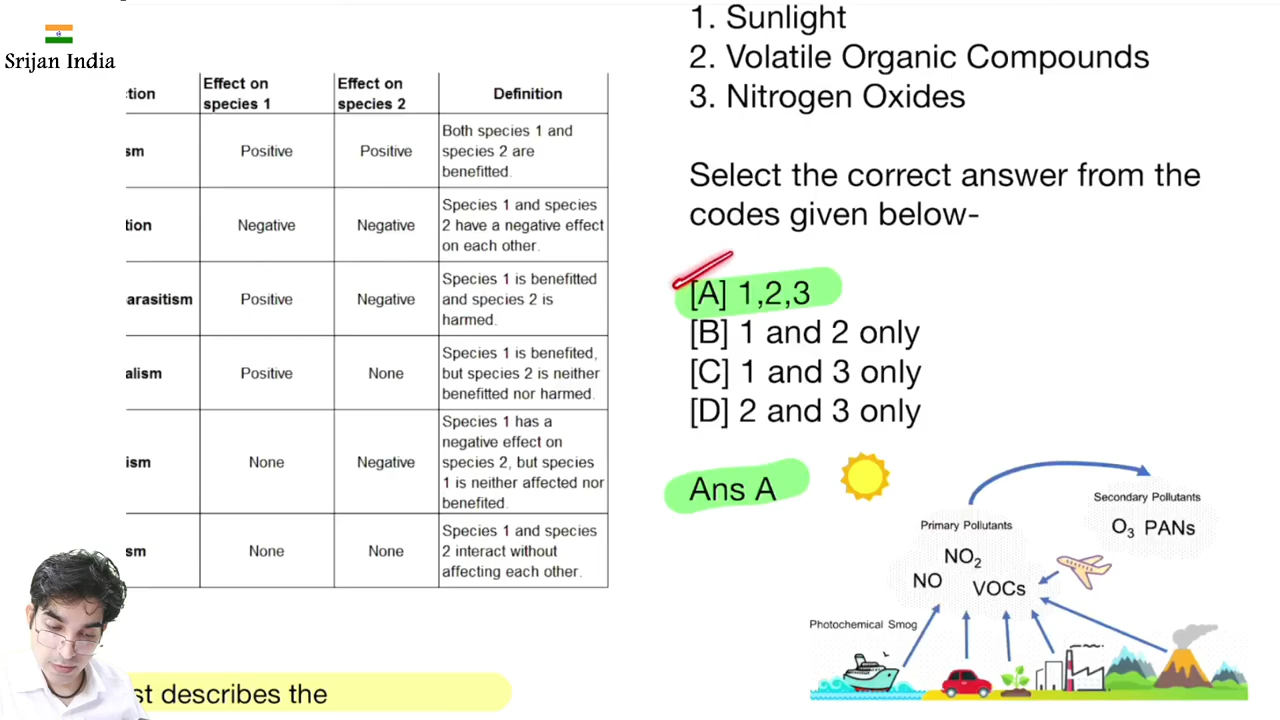 Srijan India
ction
Effect on
species 1
Effect on
species 2
Definition
sm
Positive
Positive
Both species 1 and
species 2 are
benefitted.
tion
Negative
Negative
Species 1 and species
2 have a negative effect
on each other.
parasitism
Positive
Negative
Species 1 is benefitted
and species 2 is
harmed.
alism
Positive
None
Species 1 is benefited,
but species 2 is neither
benefitted nor harmed.
ism
None
Negative
Species 1 has a
negative effect on
species 2, but species
1 is neither affected nor
benefited.
sm
None
None
Species 1 and species
2 interact without
affecting each other.
st describes the
1. Sunlight
2. Volatile Organic Compounds
3. Nitrogen Oxides
Select the correct answer from the
codes given below-
[A] 1,2,3
[B] 1 and 2 only
[C] 1 and 3 only
[D] 2 and 3 only
Ans A
Secondary Pollutants
O3 PANs
Primary Pollutants
NO2
NO
VOCs
Photochemical Smog